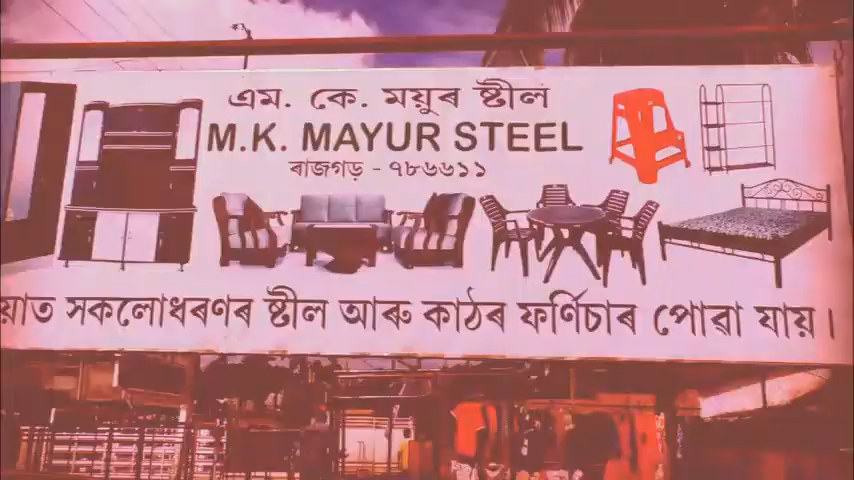 এম. কে. ময়ুৰ ষ্টীল
M.K. MAYUR STEEL
ৰাজগড় - ৭৮৬৬১১
য়াত সকলোধৰণৰ ষ্টীল আৰু কাঠৰ ফৰ্ণিচাৰ পোৱা যায়।